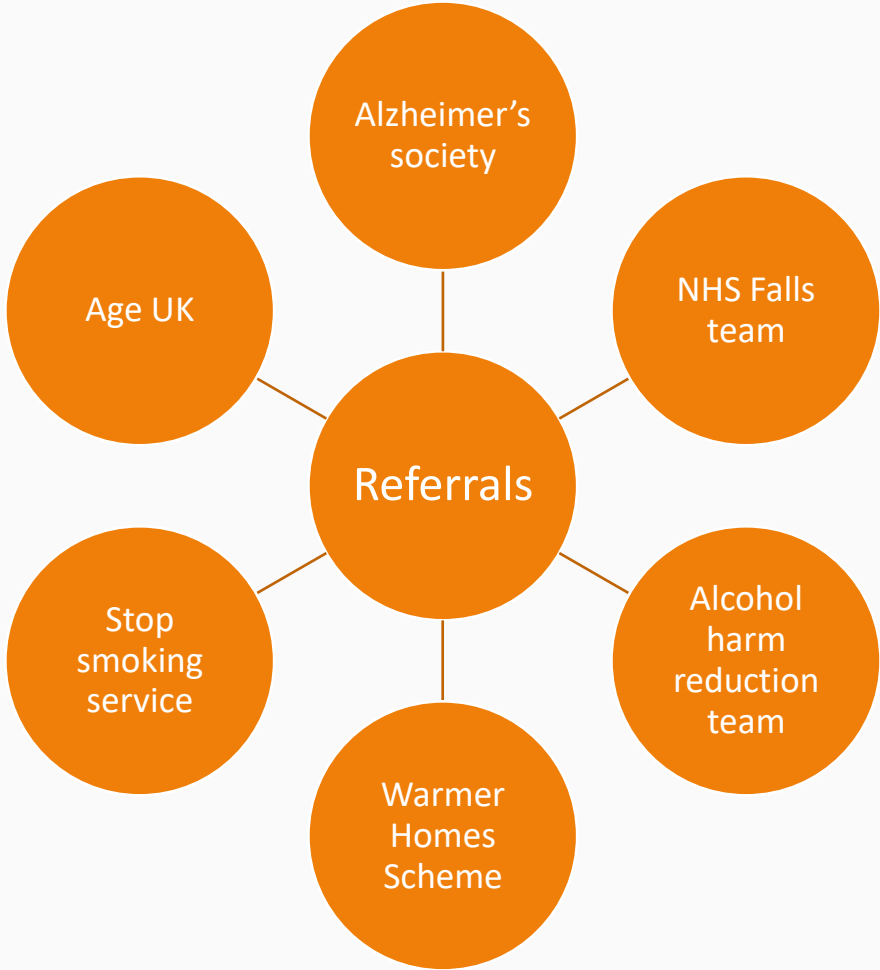 Alzheimer’s
society
Age UK
NHS Falls
team
Referrals
Stop
smoking
service
Alcohol
harm
reduction
team
Warmer
Homes
Scheme